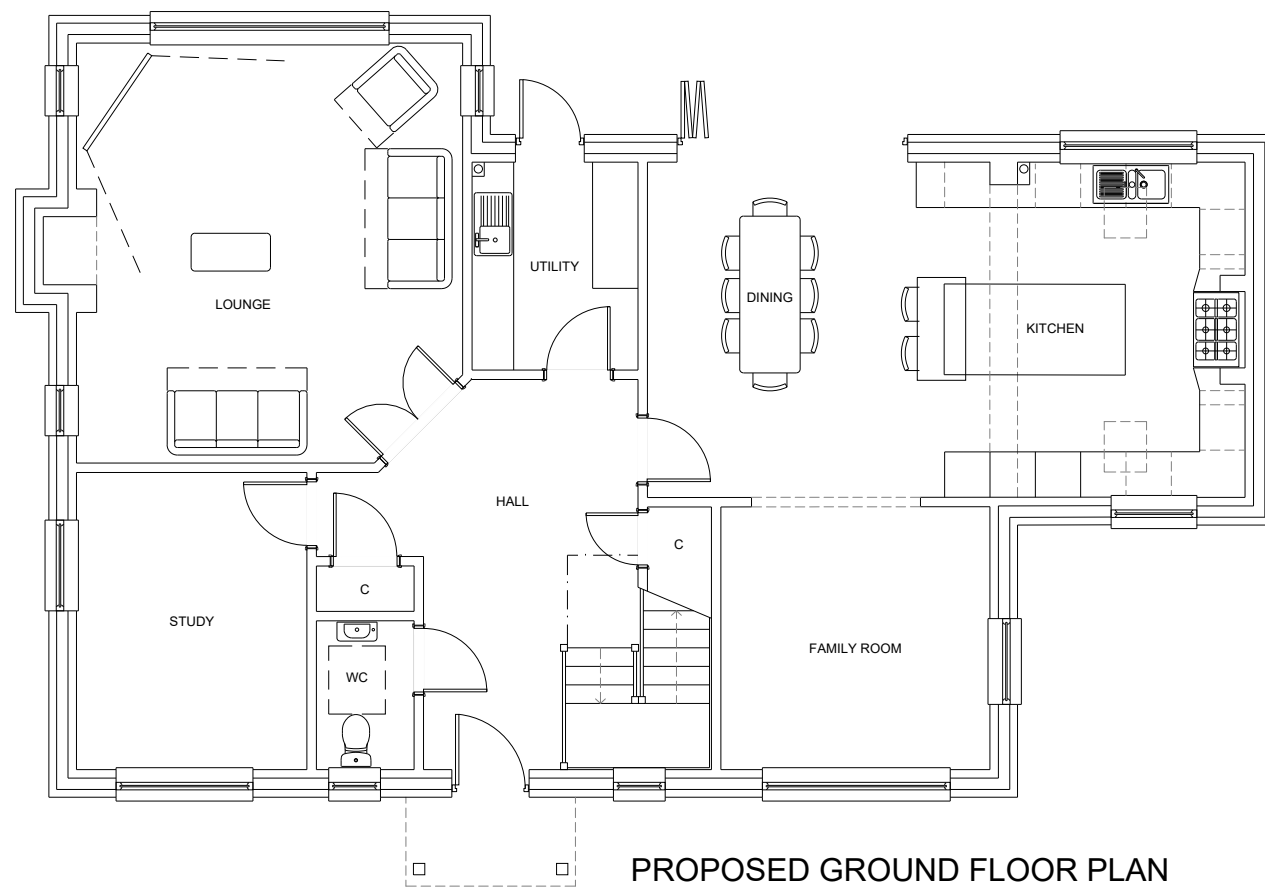 UTILITY
LOUNGE
DINING
KITCHEN
HALL
C
C
STUDY
WC
FAMILY ROOM
PROPOSED GROUND FLOOR PLAN